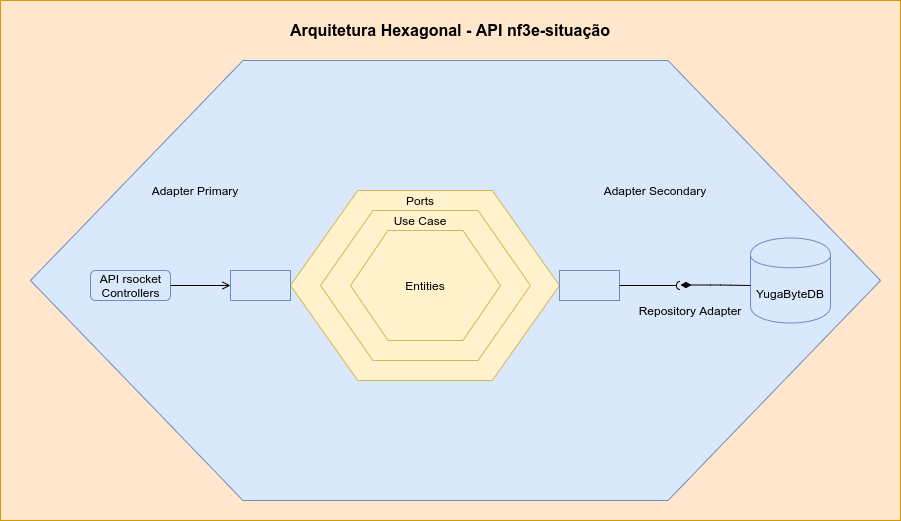 Arquitetura Hexagonal - API nf3e-situação
Adapter Primary
Adapter Secondary
Ports
Use Case
Entities
API rsocket
Controllers
YugaByteDB
Repository Adapter